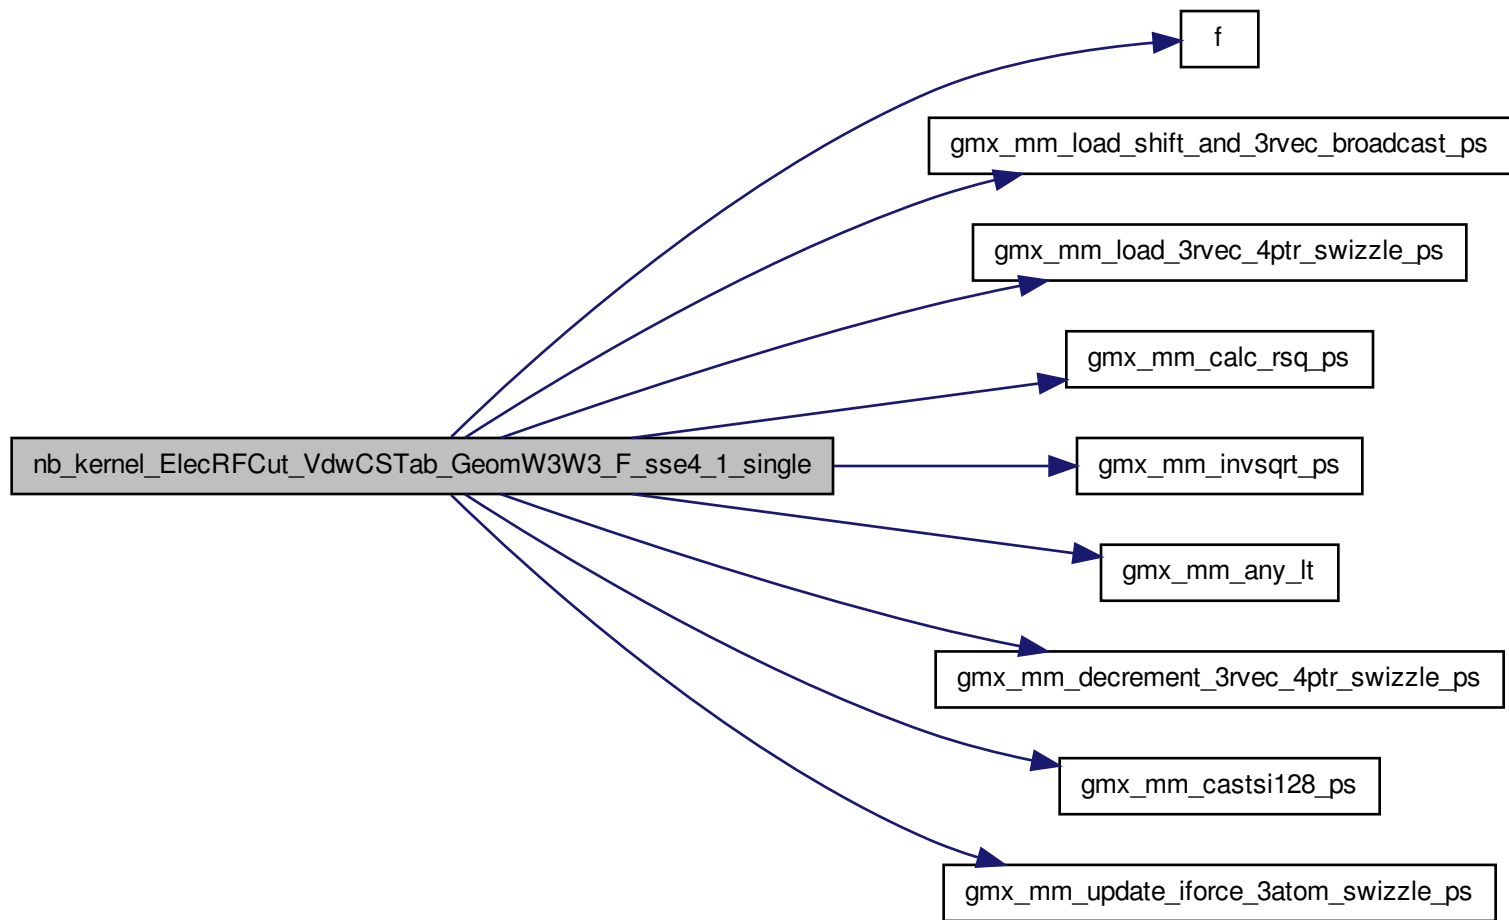 f
gmx_mm_load_shift_and_3rvec_broadcast_ps
gmx_mm_load_3rvec_4ptr_swizzle_ps
gmx_mm_calc_rsq_ps
nb_kernel_ElecRFCut_VdwCSTab_GeomW3W3_F_sse4_1_single
gmx_mm_invsqrt_ps
gmx_mm_any_lt
gmx_mm_decrement_3rvec_4ptr_swizzle_ps
gmx_mm_castsi128_ps
gmx_mm_update_iforce_3atom_swizzle_ps